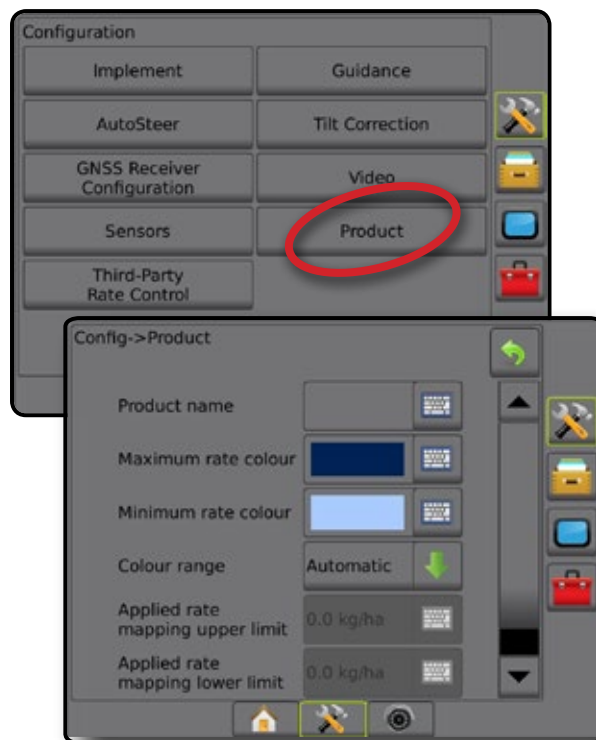 Configuration
Implement
Guidance
AutoSteer
Tilt Correction
GNSS Receiver
Configuration
Video
Sensors
Product
Third-Party
Rate Control
Config->Product
Product name
Maximum rate colour
Minimum rate colour
Colour range
Automatic
Applied rate
mapping upper limit
0.0 kg/ha
Applied rate
mapping lower limit
0.0 kg/ha